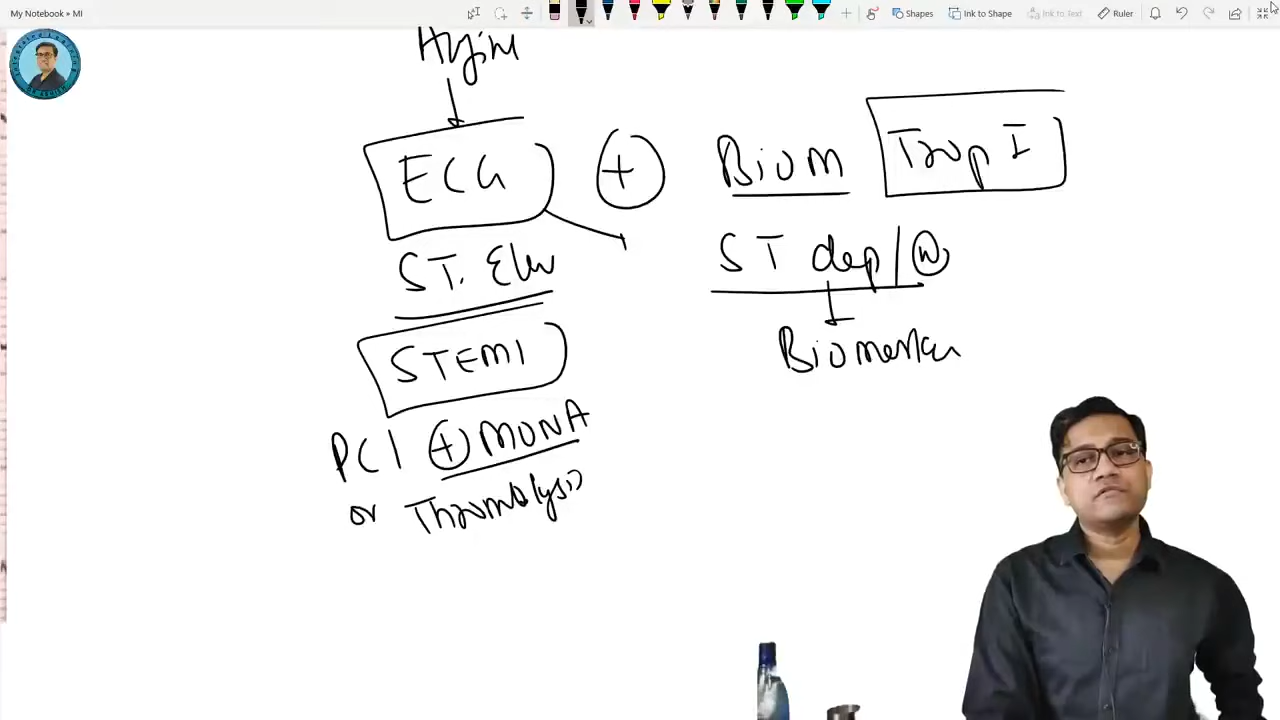 My Notebook » MI
Shapes
Ink to Shape
Ink to Text
Ruler
ECG + Biom Trop I
ST. Elev
ST dep / N
STEMI
Biomarker
PCI + MONA
or Thrombolysis